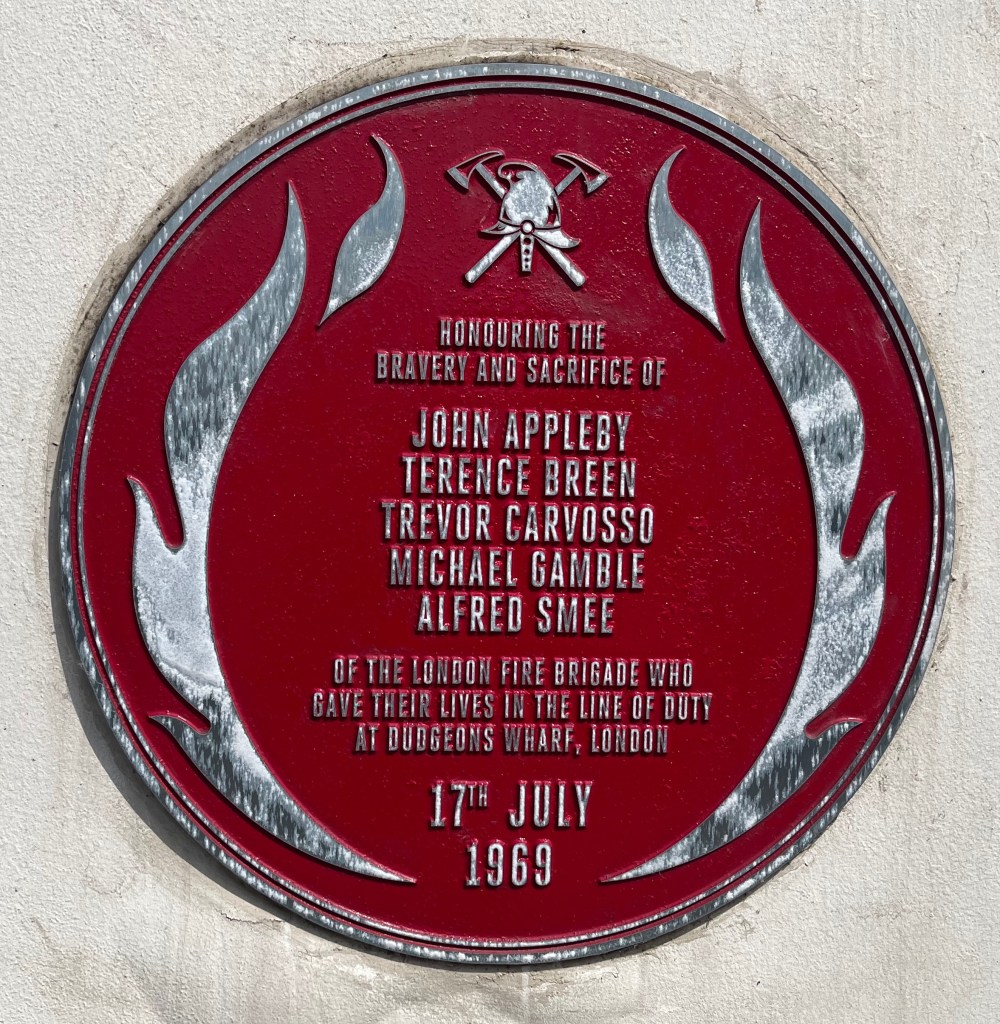 HONOURING THE
BRAVERY AND SACRIFICE OF
JOHN APPLEBY
TERENCE BREEN
TREVOR CARVOSSO
MICHAEL GAMBLE
ALFRED SMEE
OF THE LONDON FIRE BRIGADE WHO
GAVE THEIR LIVES IN THE LINE OF DUTY
AT DUDGEONS WHARF, LONDON
17TH JULY
1969